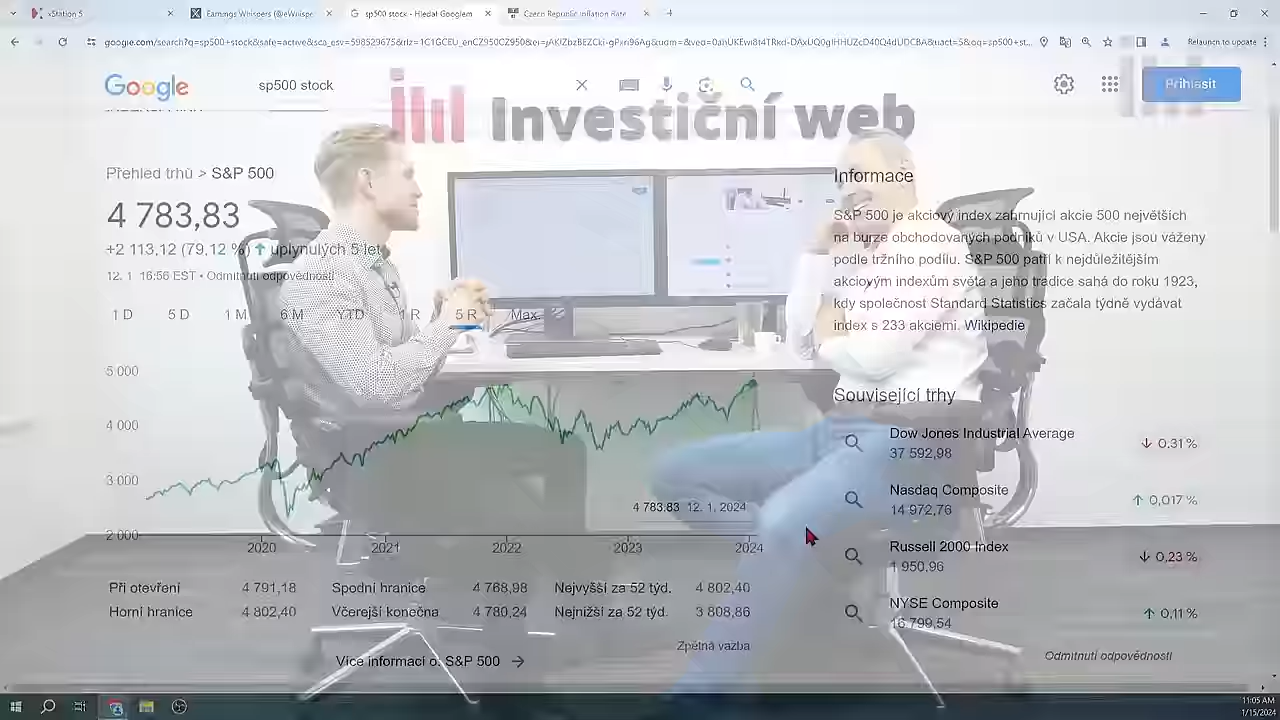 xStation 5
Earnings Whispers (@eWhispe
sp500 stock - Hledat Googlem
Czech Republic Inflation Rate
Relaunch to update
Google
sp500 stock
Přihlásit
Investiční web
Přehled trhů > S&P 500
4 783,83
+2 113,12 (79,12 %) ↑ uplynulých 5 let
12. 1. 16:56 EST • Odmítnutí odpovědnosti
1 D 5 D 1 M 6 M YTD 1 R 5 R Max.
5 000
4 000
3 000
2 000
4 783,83 12. 1. 2024
2020 2021 2022 2023 2024
Při otevření 4 791,18 Spodní hranice 4 768,98 Nejvyšší za 52 týd. 4 802,40
Horní hranice 4 802,40 Včerejší konečná 4 780,24 Nejnižší za 52 týd. 3 808,86
Zpětná vazba
Více informací o: S&P 500 →
Informace
S&P 500 je akciový index zahrnující akcie 500 největších
na burze obchodovaných podniků v USA. Akcie jsou váženy
podle tržního podílu. S&P 500 patří k nejdůležitějším
akciovým indexům světa a jeho tradice sahá do roku 1923,
kdy společnost Standard Statistics začala týdně vydávat
index s 233 akciemi. Wikipedie
Související trhy
Dow Jones Industrial Average
37 592,98 ↓ 0,31 %
Nasdaq Composite
14 972,76 ↑ 0,017 %
Russell 2000 Index
1 950,96 ↓ 0,23 %
NYSE Composite
16 799,54 ↑ 0,11 %
Odmítnutí odpovědnosti
11:05 AM
1/15/2024